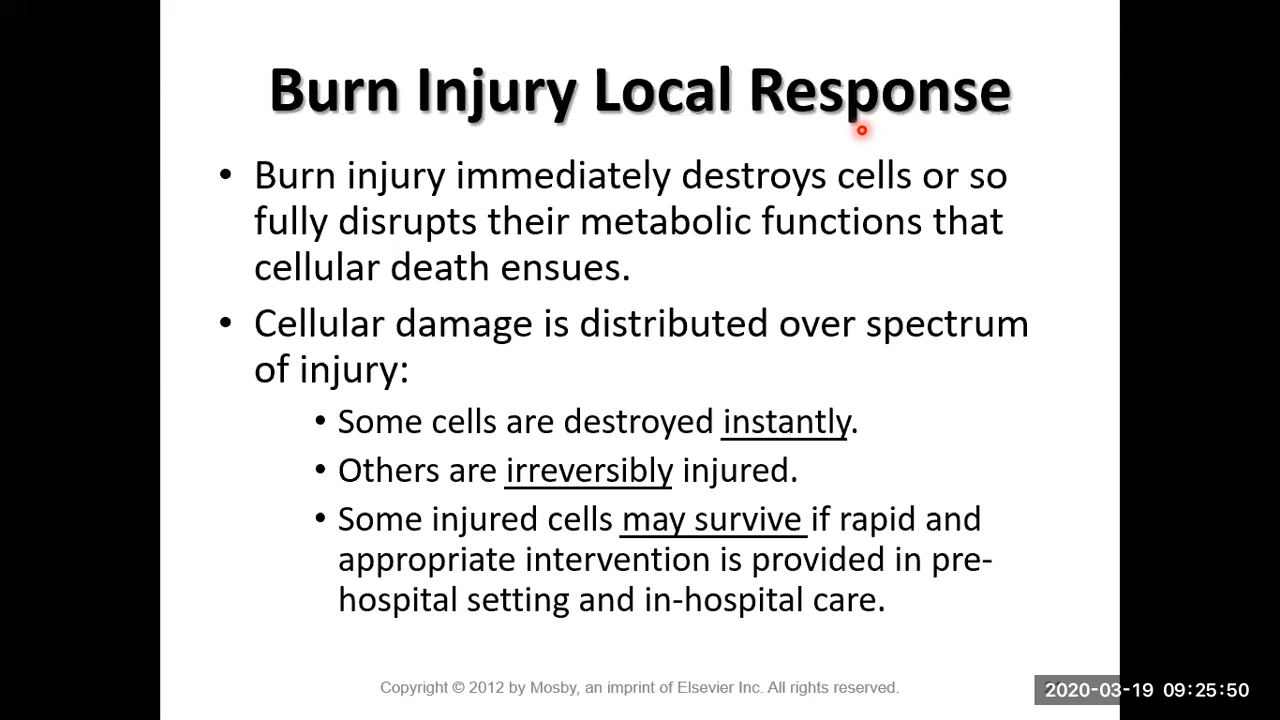 Burn Injury Local Response
• Burn injury immediately destroys cells or so
fully disrupts their metabolic functions that
cellular death ensues.
• Cellular damage is distributed over spectrum
of injury:
• Some cells are destroyed instantly.
• Others are irreversibly injured.
• Some injured cells may survive if rapid and
appropriate intervention is provided in pre-
hospital setting and in-hospital care.
Copyright © 2012 by Mosby, an imprint of Elsevier Inc. All rights reserved.
2020-03-19 09:25:50